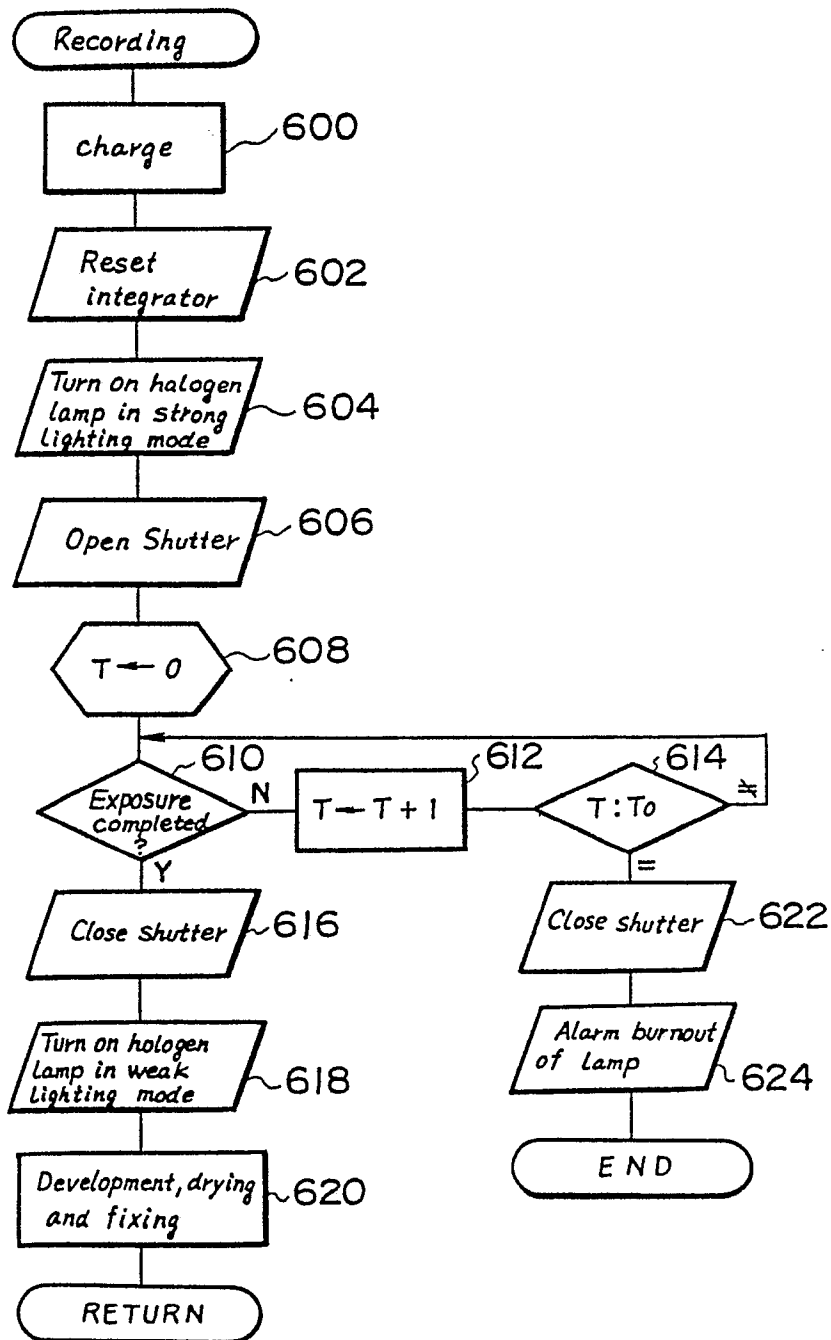 Recording
charge
600
Reset
integrator
602
Turn on halogen
lamp in strong
lighting mode
604
Open Shutter
606
T ← 0
608
610
Exposure
completed
?
N
Y
612
T ← T + 1
614
T : To
≠
=
Close shutter
616
Close shutter
622
Turn on hologen
lamp in weak
lighting mode
618
Alarm burnout
of lamp
624
Development, drying
and fixing
620
END
RETURN